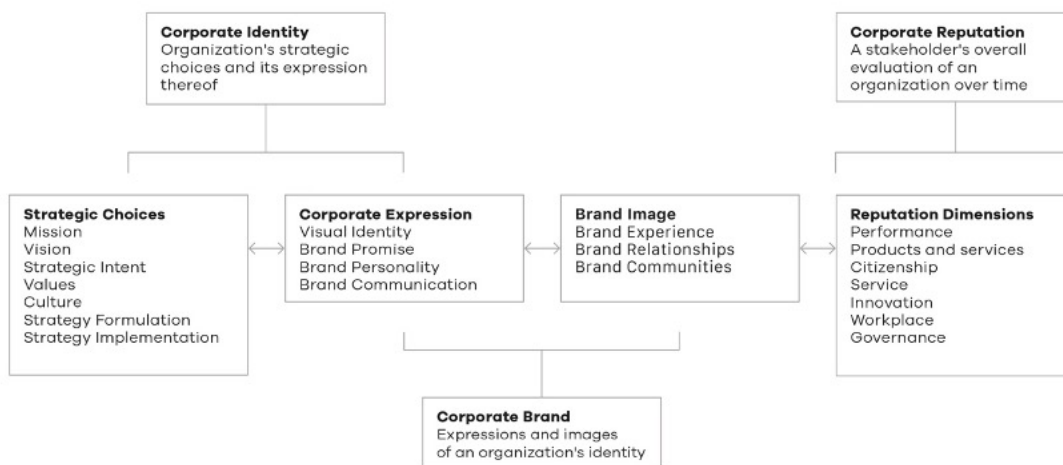 Corporate Identity
Organization's strategic
choices and its expression
thereof
Corporate Reputation
A stakeholder's overall
evaluation of an
organization over time
Strategic Choices
Mission
Vision
Strategic Intent
Values
Culture
Strategy Formulation
Strategy Implementation
Corporate Expression
Visual Identity
Brand Promise
Brand Personality
Brand Communication
Brand Image
Brand Experience
Brand Relationships
Brand Communities
Reputation Dimensions
Performance
Products and services
Citizenship
Service
Innovation
Workplace
Governance
Corporate Brand
Expressions and images
of an organization's identity